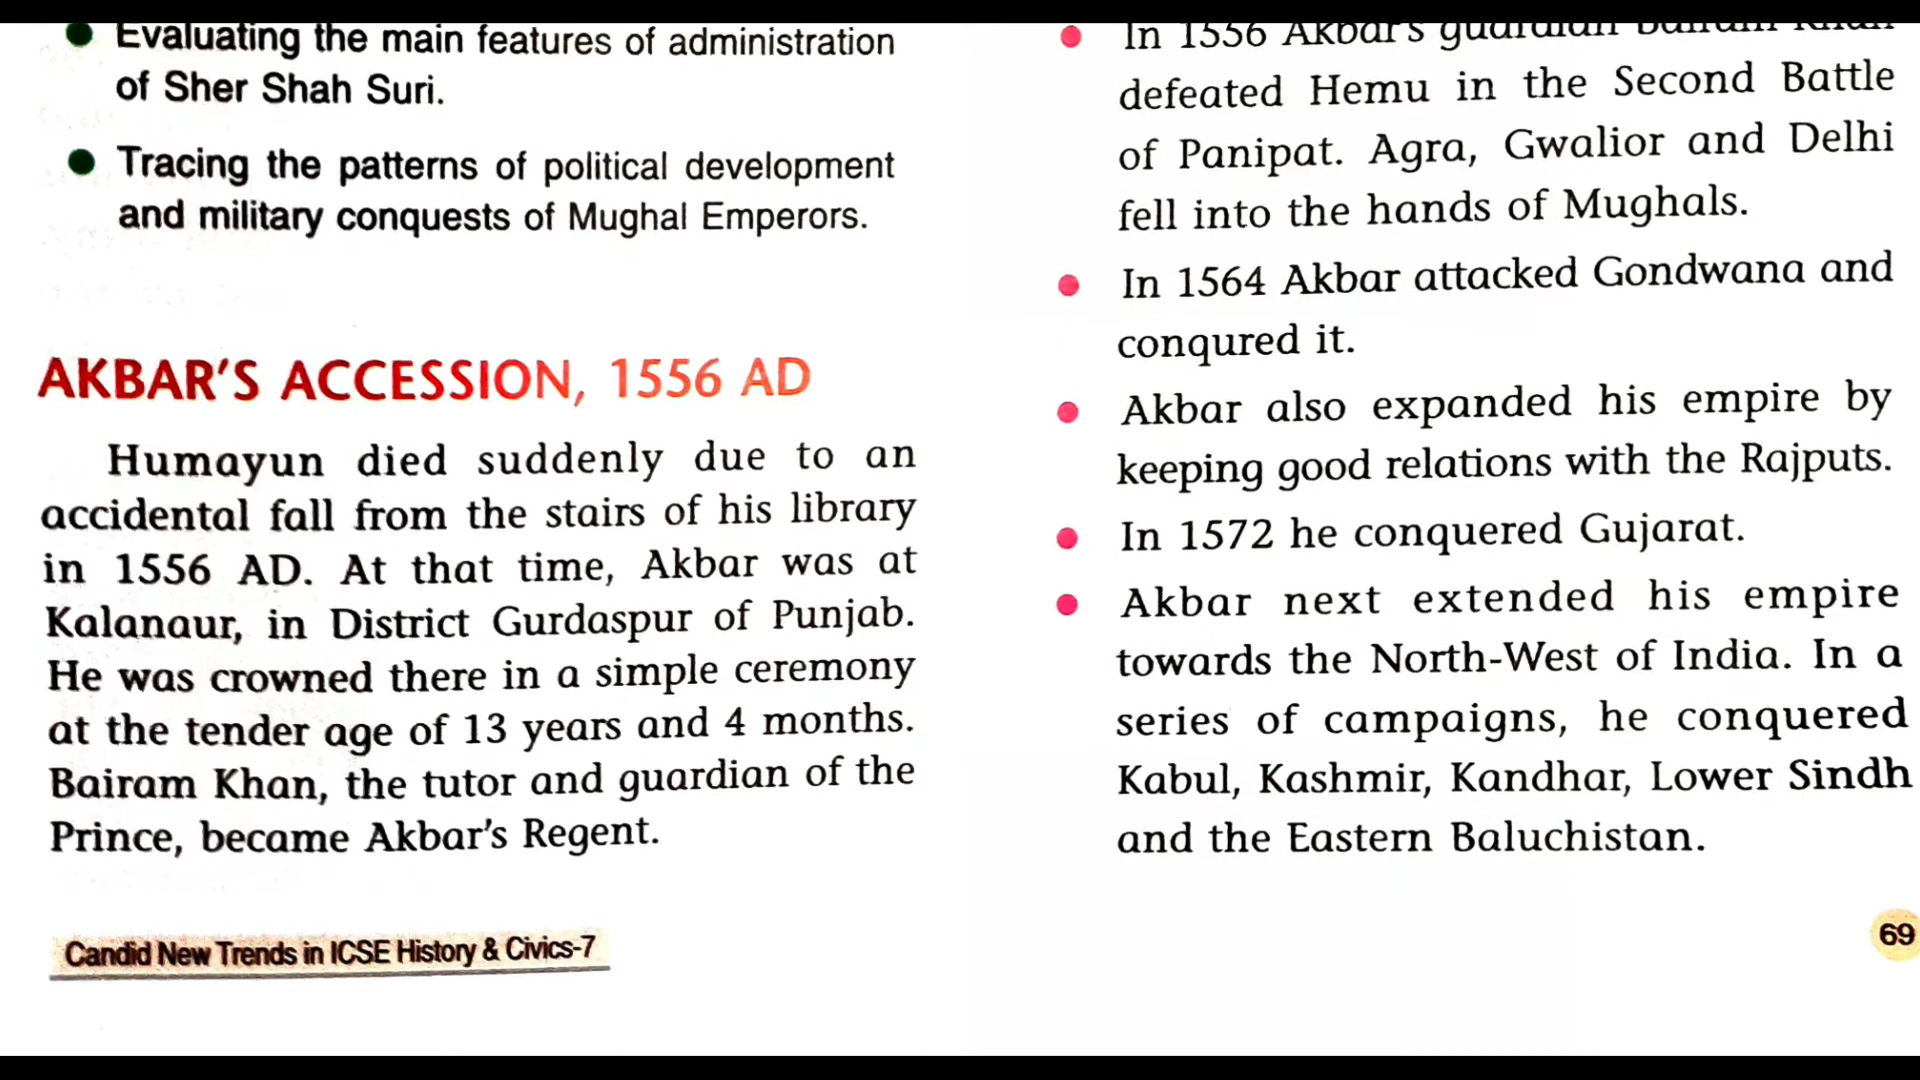 Evaluating the main features of administration
of Sher Shah Suri.
Tracing the patterns of political development
and military conquests of Mughal Emperors.
AKBAR'S ACCESSION, 1556 AD
Humayun died suddenly due to an
accidental fall from the stairs of his library
in 1556 AD. At that time, Akbar was at
Kalanaur, in District Gurdaspur of Punjab.
He was crowned there in a simple ceremony
at the tender age of 13 years and 4 months.
Bairam Khan, the tutor and guardian of the
Prince, became Akbar's Regent.
In 1556 Akbar's guardian Bairam Khan
defeated Hemu in the Second Battle
of Panipat. Agra, Gwalior and Delhi
fell into the hands of Mughals.
In 1564 Akbar attacked Gondwana and
conqured it.
Akbar also expanded his empire by
keeping good relations with the Rajputs.
In 1572 he conquered Gujarat.
Akbar next extended his empire
towards the North-West of India. In a
series of campaigns, he conquered
Kabul, Kashmir, Kandhar, Lower Sindh
and the Eastern Baluchistan.
Candid New Trends in ICSE History & Civics-7
69